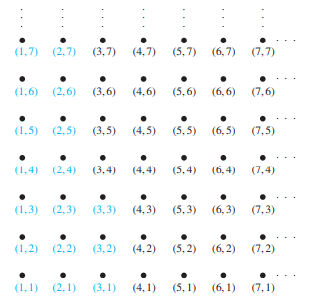 (1,7) (2,7) (3,7) (4,7) (5,7) (6,7) (7,7) . . .
(1,6) (2,6) (3,6) (4,6) (5,6) (6,6) (7,6) . . .
(1,5) (2,5) (3,5) (4,5) (5,5) (6,5) (7,5) . . .
(1,4) (2,4) (3,4) (4,4) (5,4) (6,4) (7,4) . . .
(1,3) (2,3) (3,3) (4,3) (5,3) (6,3) (7,3) . . .
(1,2) (2,2) (3,2) (4,2) (5,2) (6,2) (7,2) . . .
(1,1) (2,1) (3,1) (4,1) (5,1) (6,1) (7,1) . . .